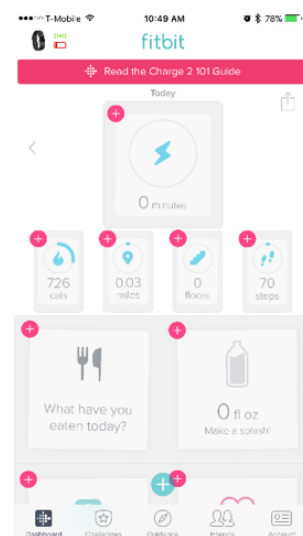 T-Mobile 10:49 AM 78%
fitbit
Read the Charge 2 101 Guide
Today
0 minutes
726 0.03 0 70
cals miles floors steps
What have you
eaten today?
0 fl oz
Make a splash!
Dashboard Challenges Guidance Friends Account